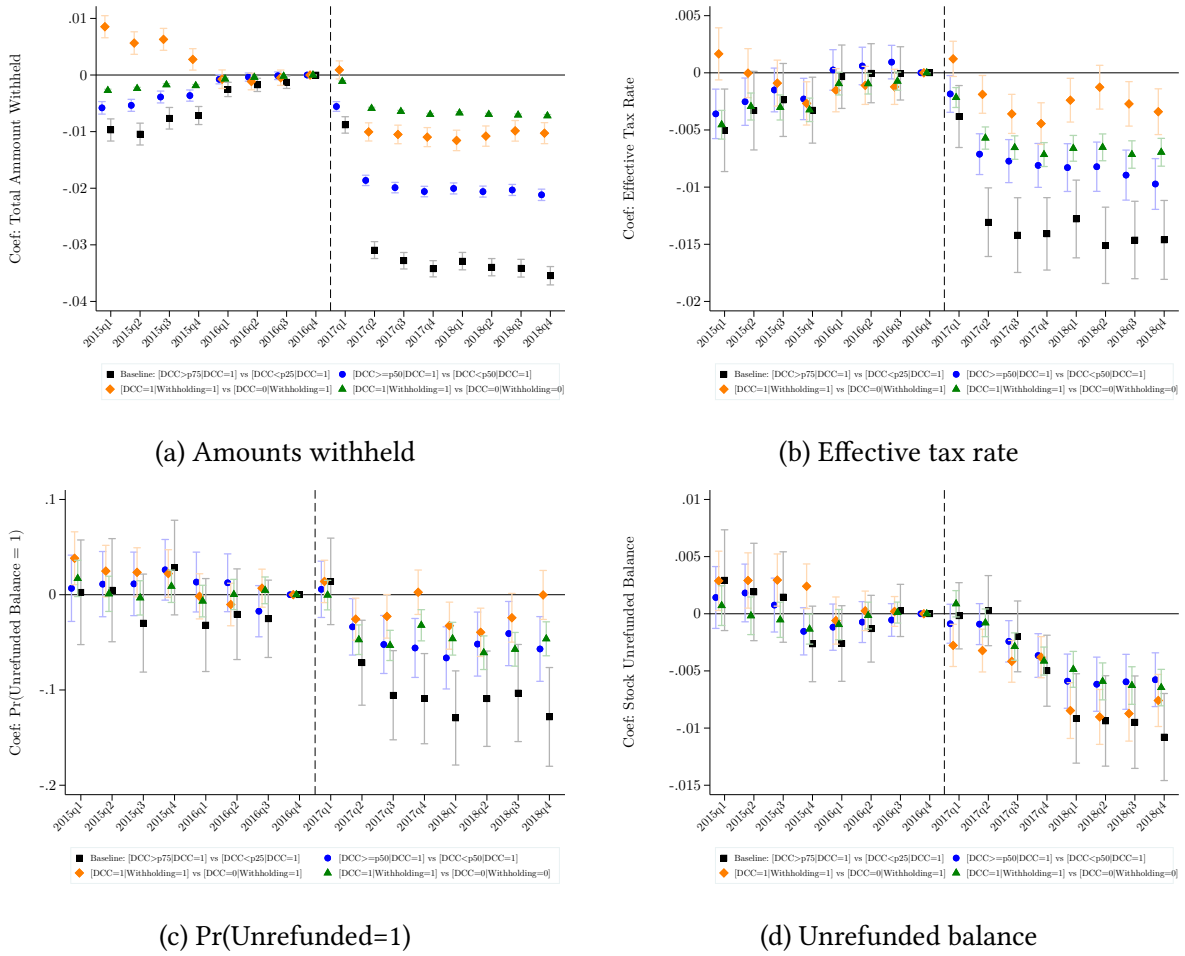 .01
0
-.01
-.02
-.03
-.04
Coef: Total Ammount Withheld
2015q1
2015q2
2015q3
2015q4
2016q1
2016q2
2016q3
2016q4
2017q1
2017q2
2017q3
2017q4
2018q1
2018q2
2018q3
2018q4
Baseline: [DCC>p75|DCC=1] vs [DCC<p25|DCC=1]
[DCC>=p50|DCC=1] vs [DCC<p50|DCC=1]
[DCC=1|Withholding=1] vs [DCC=0|Withholding=1]
[DCC=1|Withholding=1] vs [DCC=0|Withholding=0]
(a) Amounts withheld
.005
0
-.005
-.01
-.015
-.02
Coef: Effective Tax Rate
2015q1
2015q2
2015q3
2015q4
2016q1
2016q2
2016q3
2016q4
2017q1
2017q2
2017q3
2017q4
2018q1
2018q2
2018q3
2018q4
Baseline: [DCC>p75|DCC=1] vs [DCC<p25|DCC=1]
[DCC>=p50|DCC=1] vs [DCC<p50|DCC=1]
[DCC=1|Withholding=1] vs [DCC=0|Withholding=1]
[DCC=1|Withholding=1] vs [DCC=0|Withholding=0]
(b) Effective tax rate
.1
0
-.1
-.2
Coef: Pr(Unrefunded Balance = 1)
2015q1
2015q2
2015q3
2015q4
2016q1
2016q2
2016q3
2016q4
2017q1
2017q2
2017q3
2017q4
2018q1
2018q2
2018q3
2018q4
Baseline: [DCC>p75|DCC=1] vs [DCC<p25|DCC=1]
[DCC>=p50|DCC=1] vs [DCC<p50|DCC=1]
[DCC=1|Withholding=1] vs [DCC=0|Withholding=1]
[DCC=1|Withholding=1] vs [DCC=0|Withholding=0]
(c) Pr(Unrefunded=1)
.01
.005
0
-.005
-.01
-.015
Coef: Stock Unrefunded Balance
2015q1
2015q2
2015q3
2015q4
2016q1
2016q2
2016q3
2016q4
2017q1
2017q2
2017q3
2017q4
2018q1
2018q2
2018q3
2018q4
Baseline: [DCC>p75|DCC=1] vs [DCC<p25|DCC=1]
[DCC>=p50|DCC=1] vs [DCC<p50|DCC=1]
[DCC=1|Withholding=1] vs [DCC=0|Withholding=1]
[DCC=1|Withholding=1] vs [DCC=0|Withholding=0]
(d) Unrefunded balance